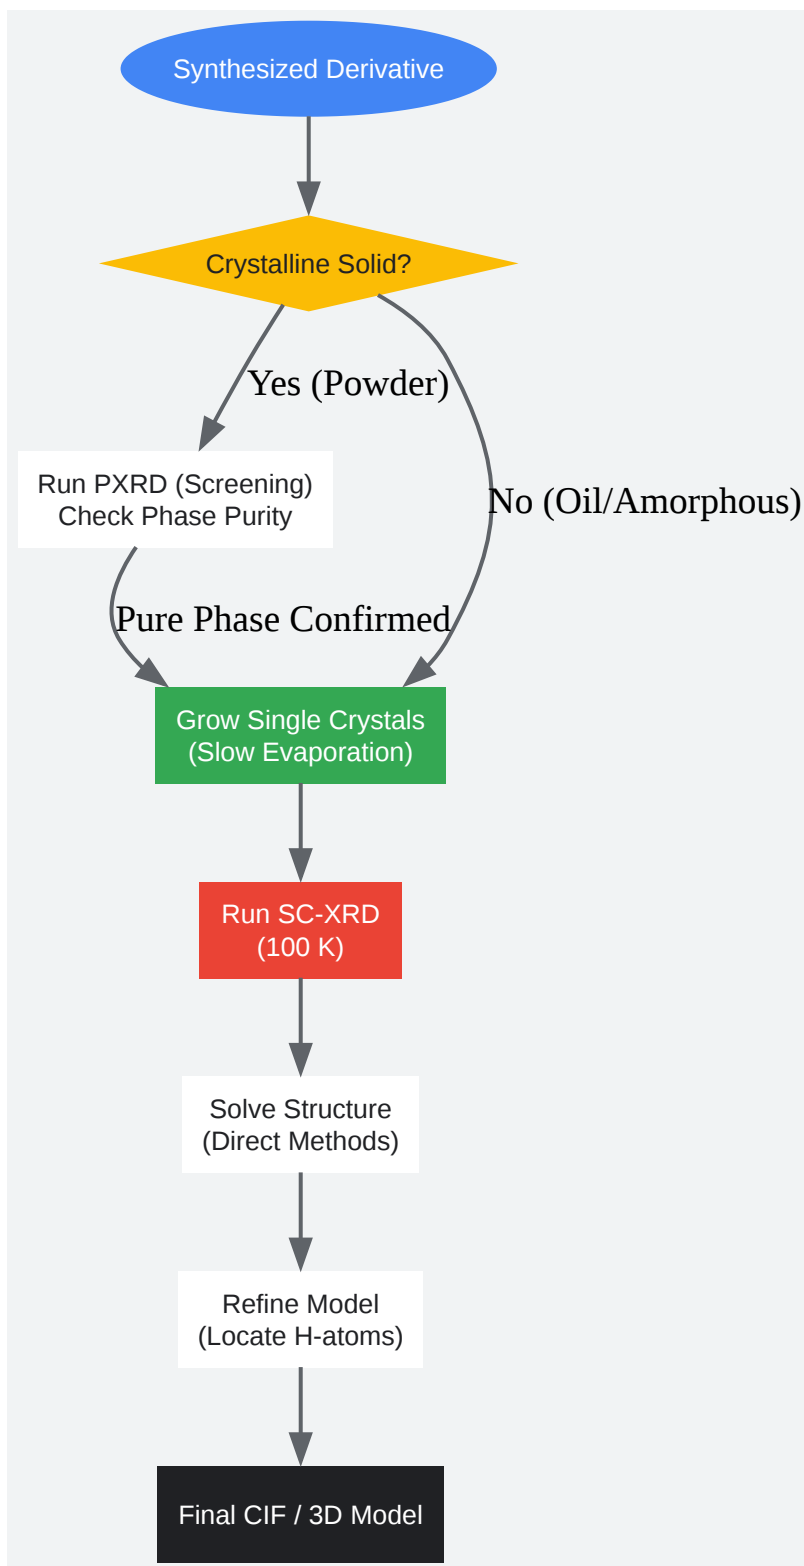 Synthesized Derivative
Crystalline Solid?
Yes (Powder)
Run PXRD (Screening)
Check Phase Purity
No (Oil/Amorphous)
Pure Phase Confirmed
Grow Single Crystals
(Slow Evaporation)
Run SC-XRD
(100 K)
Solve Structure
(Direct Methods)
Refine Model
(Locate H-atoms)
Final CIF / 3D Model